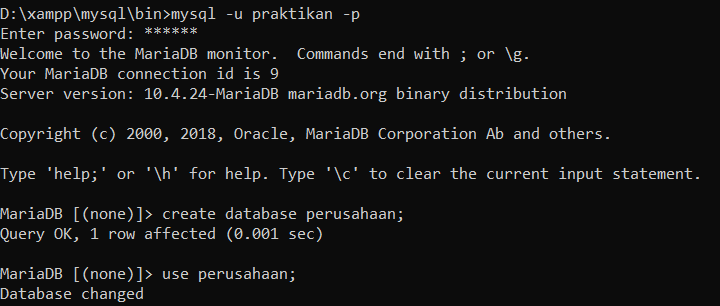 D:\xampp\mysql\bin>mysql -u praktikan -p
Enter password: ******
Welcome to the MariaDB monitor.  Commands end with ; or \g.
Your MariaDB connection id is 9
Server version: 10.4.24-MariaDB mariadb.org binary distribution
Copyright (c) 2000, 2018, Oracle, MariaDB Corporation Ab and others.
Type 'help;' or '\h' for help. Type '\c' to clear the current input statement.
MariaDB [(none)]> create database perusahaan;
Query OK, 1 row affected (0.001 sec)
MariaDB [(none)]> use perusahaan;
Database changed